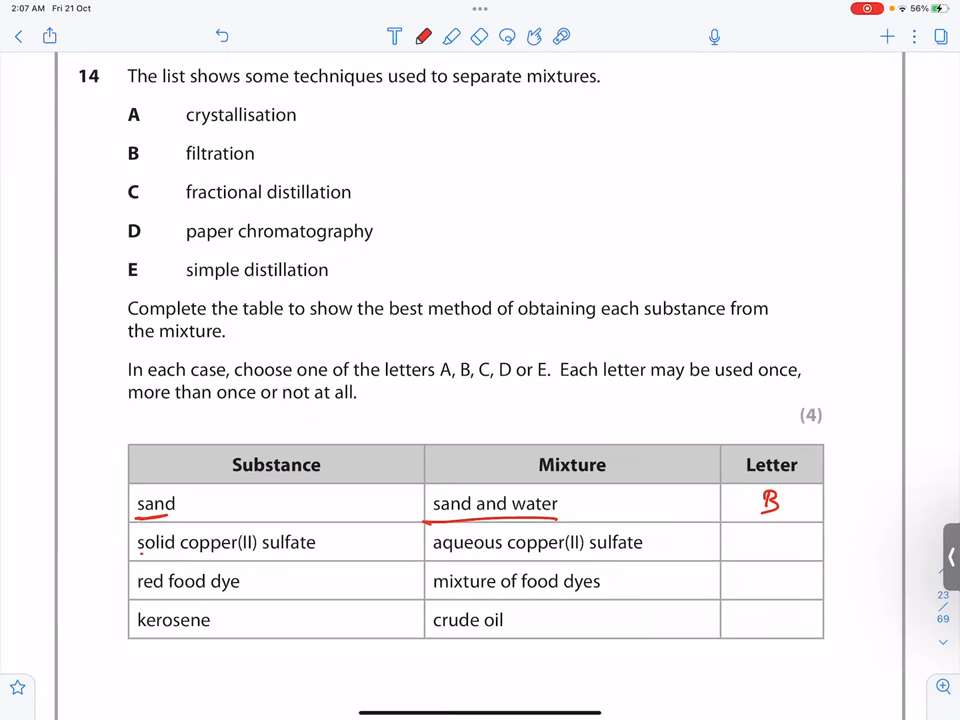 2:07 AM Fri 21 Oct
56%
14 The list shows some techniques used to separate mixtures.
A crystallisation
B filtration
C fractional distillation
D paper chromatography
E simple distillation
Complete the table to show the best method of obtaining each substance from
the mixture.
In each case, choose one of the letters A, B, C, D or E. Each letter may be used once,
more than once or not at all.
(4)
Substance Mixture Letter
sand sand and water B
solid copper(II) sulfate aqueous copper(II) sulfate
red food dye mixture of food dyes
kerosene crude oil
23
/
69